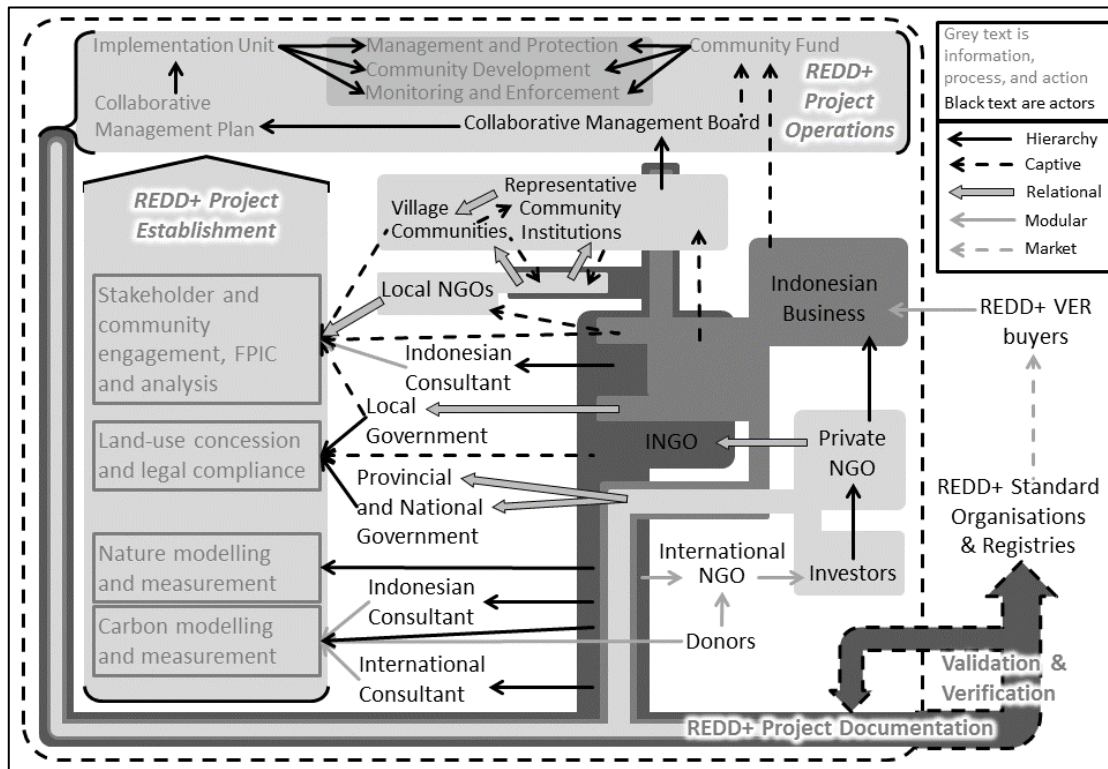 Implementation Unit
Management and Protection
Community Fund
Community Development
Monitoring and Enforcement
REDD+
Project
Operations
Collaborative
Management Plan
Collaborative Management Board
Grey text is
information,
process, and action
Black text are actors
Hierarchy
Captive
Relational
Modular
Market
REDD+ Project
Establishment
Representative
Community
Institutions
Village
Communities
Local NGOs
Stakeholder and
community
engagement, FPIC
and analysis
Indonesian
Consultant
Indonesian
Business
REDD+ VER
buyers
Local
Government
Land-use concession
and legal compliance
INGO
Private
NGO
Provincial
and National
Government
REDD+ Standard
Organisations
& Registries
Nature modelling
and measurement
International
NGO
Investors
Indonesian
Consultant
Carbon modelling
and measurement
Donors
International
Consultant
Validation &
Verification
REDD+ Project Documentation